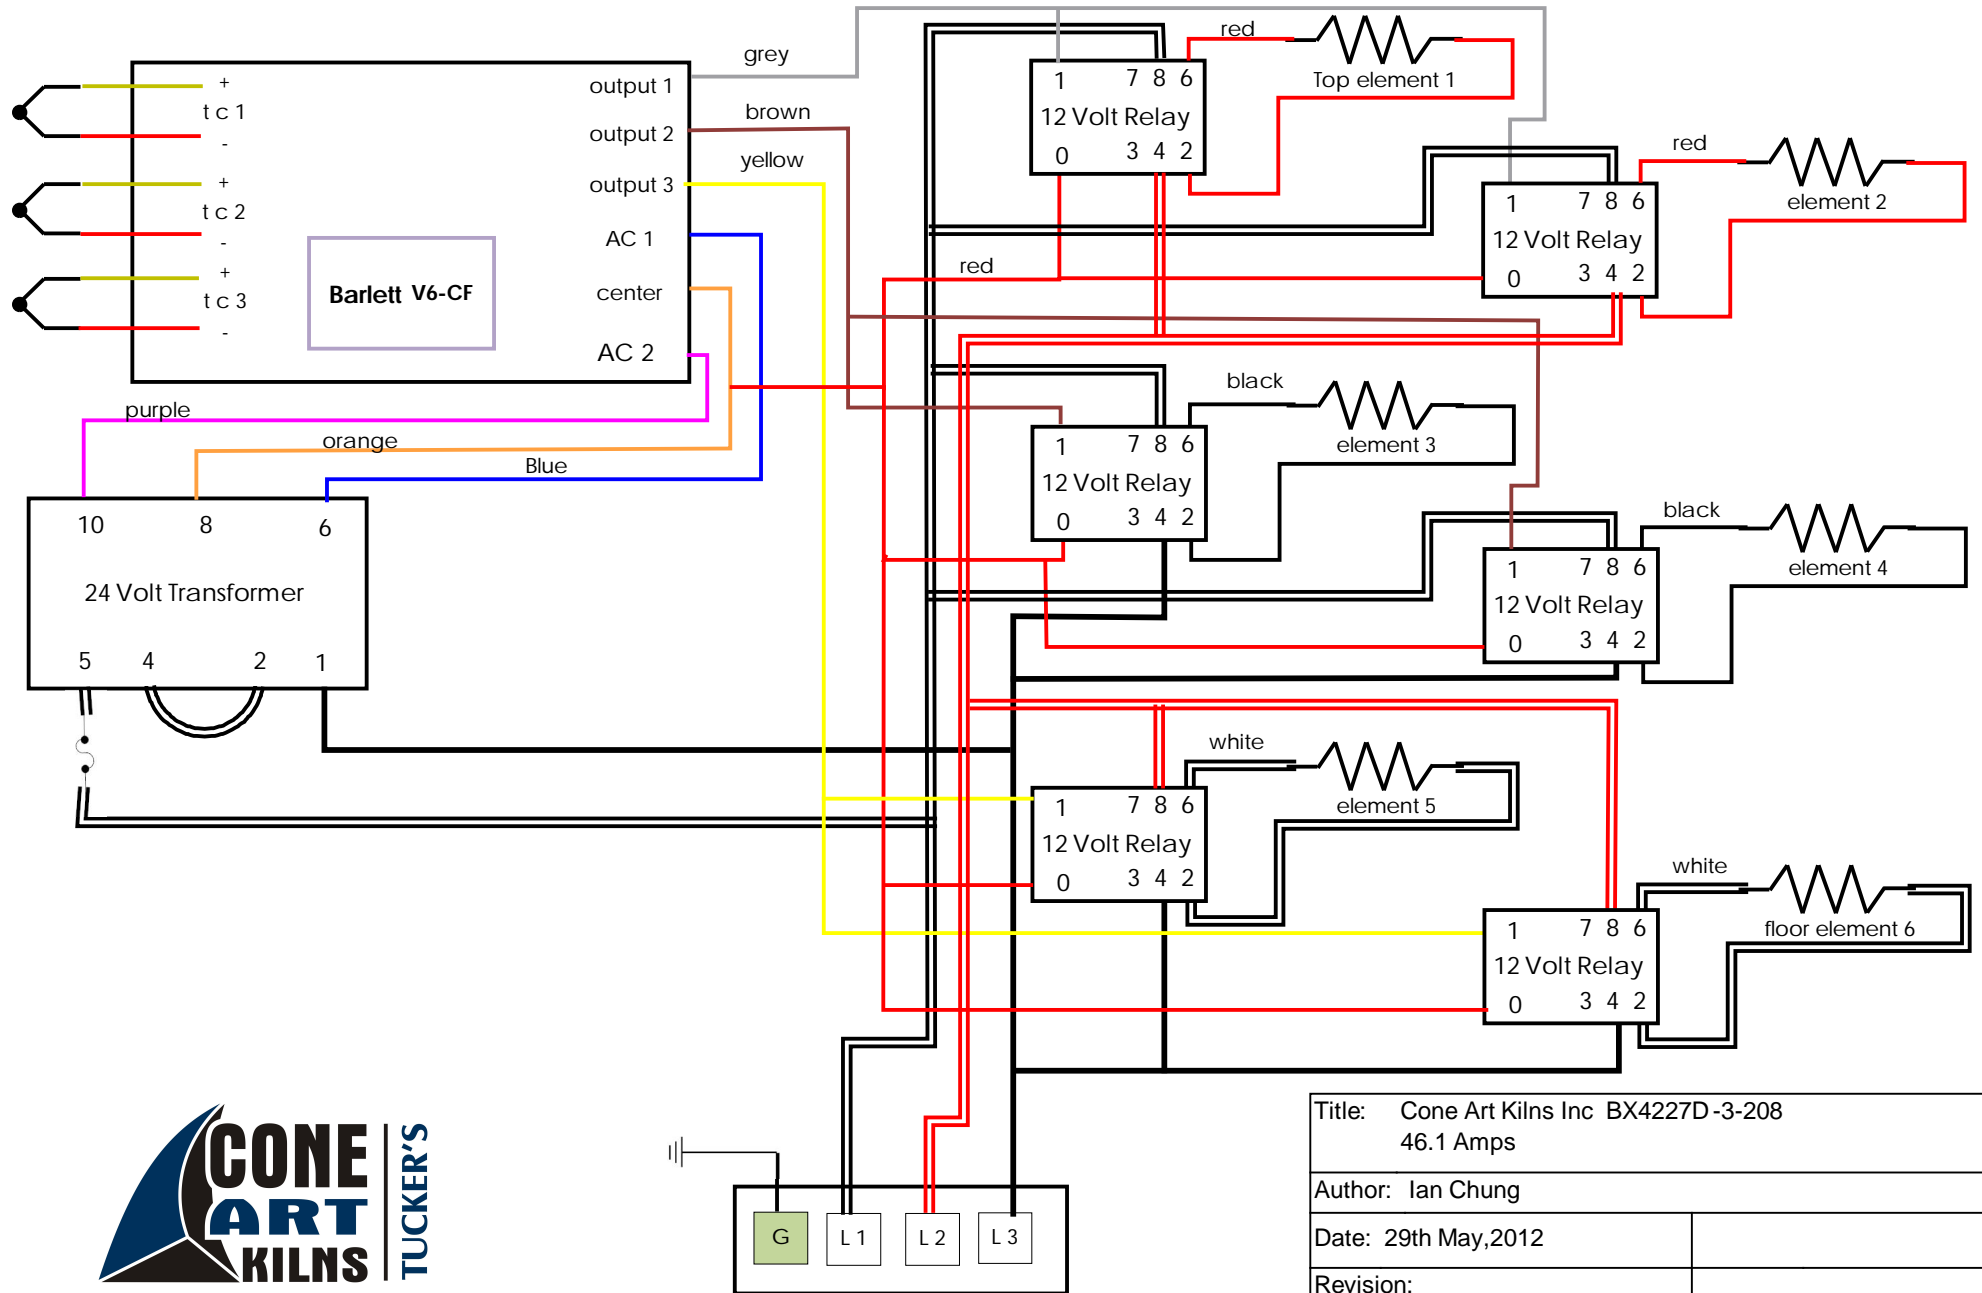 grey
output 1
brown
output 2
yellow
output 3
AC 1
center
AC 2
+
t c 1
-
+
t c 2
-
+
t c 3
-
Barlett V6-CF
purple
orange
Blue
10 8 6
24 Volt Transformer
5 4 2 1
red
Top element 1
1 7 8 6
12 Volt Relay
0 3 4 2
red
element 2
1 7 8 6
12 Volt Relay
0 3 4 2
red
black
element 3
1 7 8 6
12 Volt Relay
0 3 4 2
black
element 4
1 7 8 6
12 Volt Relay
0 3 4 2
white
element 5
1 7 8 6
12 Volt Relay
0 3 4 2
white
floor element 6
1 7 8 6
12 Volt Relay
0 3 4 2
G L 1 L 2 L 3
CONE
ART
KILNS
TUCKER'S
Title: Cone Art Kilns Inc BX4227D-3-208
46.1 Amps
Author: Ian Chung
Date: 29th May,2012
Revision: